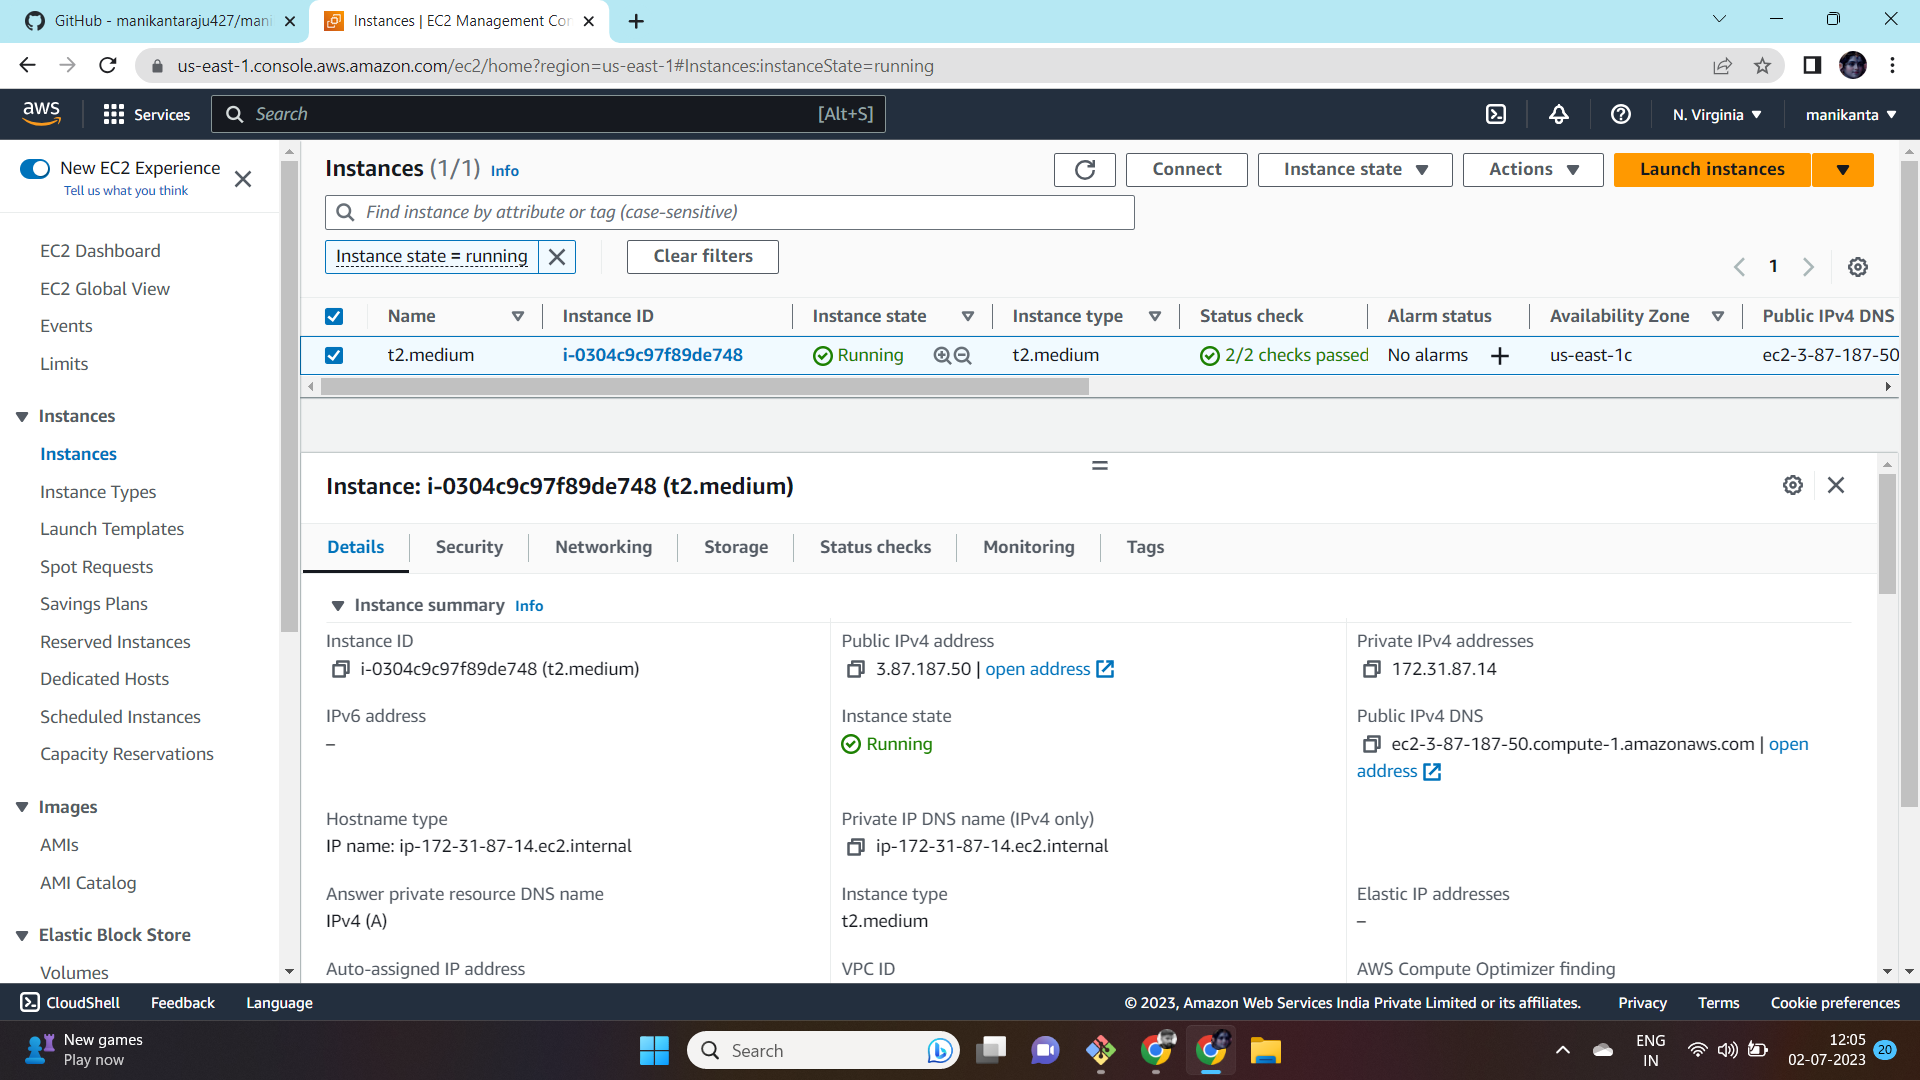 GitHub - manikantaraju427/mani
Instances | EC2 Management Con
us-east-1.console.aws.amazon.com/ec2/home?region=us-east-1#Instances:instanceState=running
aws
Services
Search
[Alt+S]
N. Virginia
manikanta
New EC2 Experience
Tell us what you think
EC2 Dashboard
EC2 Global View
Events
Limits
Instances
Instances
Instance Types
Launch Templates
Spot Requests
Savings Plans
Reserved Instances
Dedicated Hosts
Scheduled Instances
Capacity Reservations
Images
AMIs
AMI Catalog
Elastic Block Store
Volumes
Instances (1/1) Info
Connect
Instance state
Actions
Launch instances
Find instance by attribute or tag (case-sensitive)
Instance state = running
Clear filters
1
Name Instance ID Instance state Instance type Status check Alarm status Availability Zone Public IPv4 DNS
t2.medium i-0304c9c97f89de748 Running t2.medium 2/2 checks passed No alarms + us-east-1c ec2-3-87-187-50
Instance: i-0304c9c97f89de748 (t2.medium)
Details Security Networking Storage Status checks Monitoring Tags
Instance summary Info
Instance ID
i-0304c9c97f89de748 (t2.medium)
Public IPv4 address
3.87.187.50 | open address
Private IPv4 addresses
172.31.87.14
IPv6 address
–
Instance state
Running
Public IPv4 DNS
ec2-3-87-187-50.compute-1.amazonaws.com | open
address
Hostname type
IP name: ip-172-31-87-14.ec2.internal
Private IP DNS name (IPv4 only)
ip-172-31-87-14.ec2.internal
Answer private resource DNS name
IPv4 (A)
Instance type
t2.medium
Elastic IP addresses
–
Auto-assigned IP address
VPC ID
AWS Compute Optimizer finding
CloudShell
Feedback
Language
© 2023, Amazon Web Services India Private Limited or its affiliates.
Privacy
Terms
Cookie preferences
New games
Play now
Search
ENG
IN
12:05
02-07-2023
20